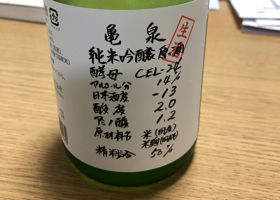 亀泉
生
純米吟醸原酒
酵母 CEL-24
アルコール分 14%
日本酒度 -13
酸度 2.0
アミノ酸 1.2
原材料名 米(国産)
米麹(国産米)
精米歩合 50%